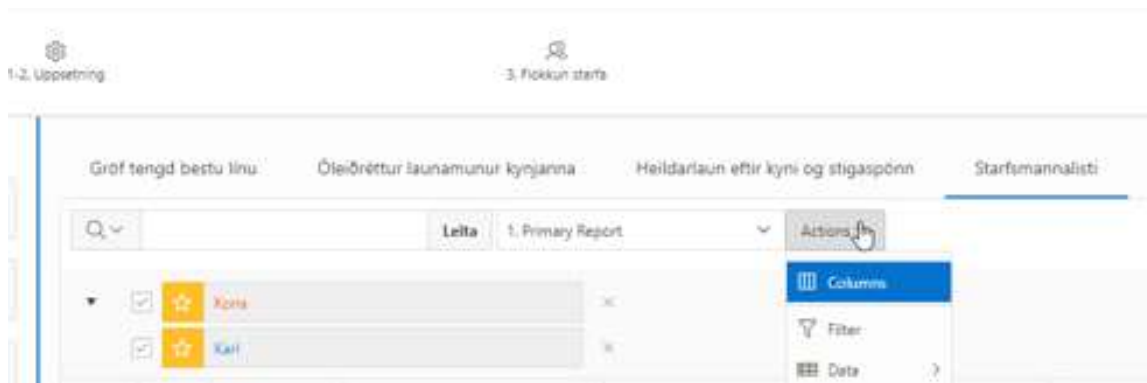 1-2. Uppsetning
3. Flokkun starfa
Gröf tengd bestu línu
Óleiðréttur launamunur kynjanna
Heildarlaun eftir kyni og stigaspönn
Starfsmannalisti
Leita
1. Primary Report
Actions
Columns
Kona
Filter
Karl
Data